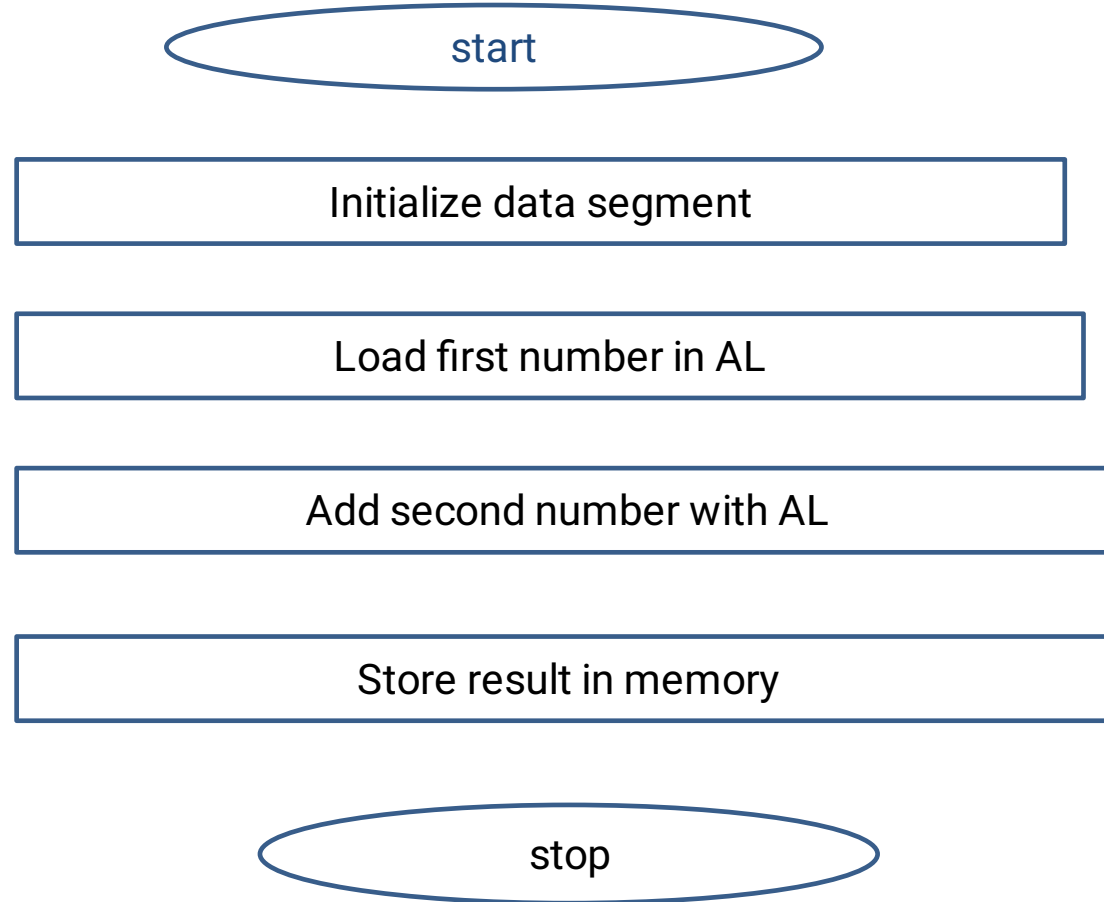 start
Initialize data segment
Load first number in AL
Add second number with AL
Store result in memory
stop